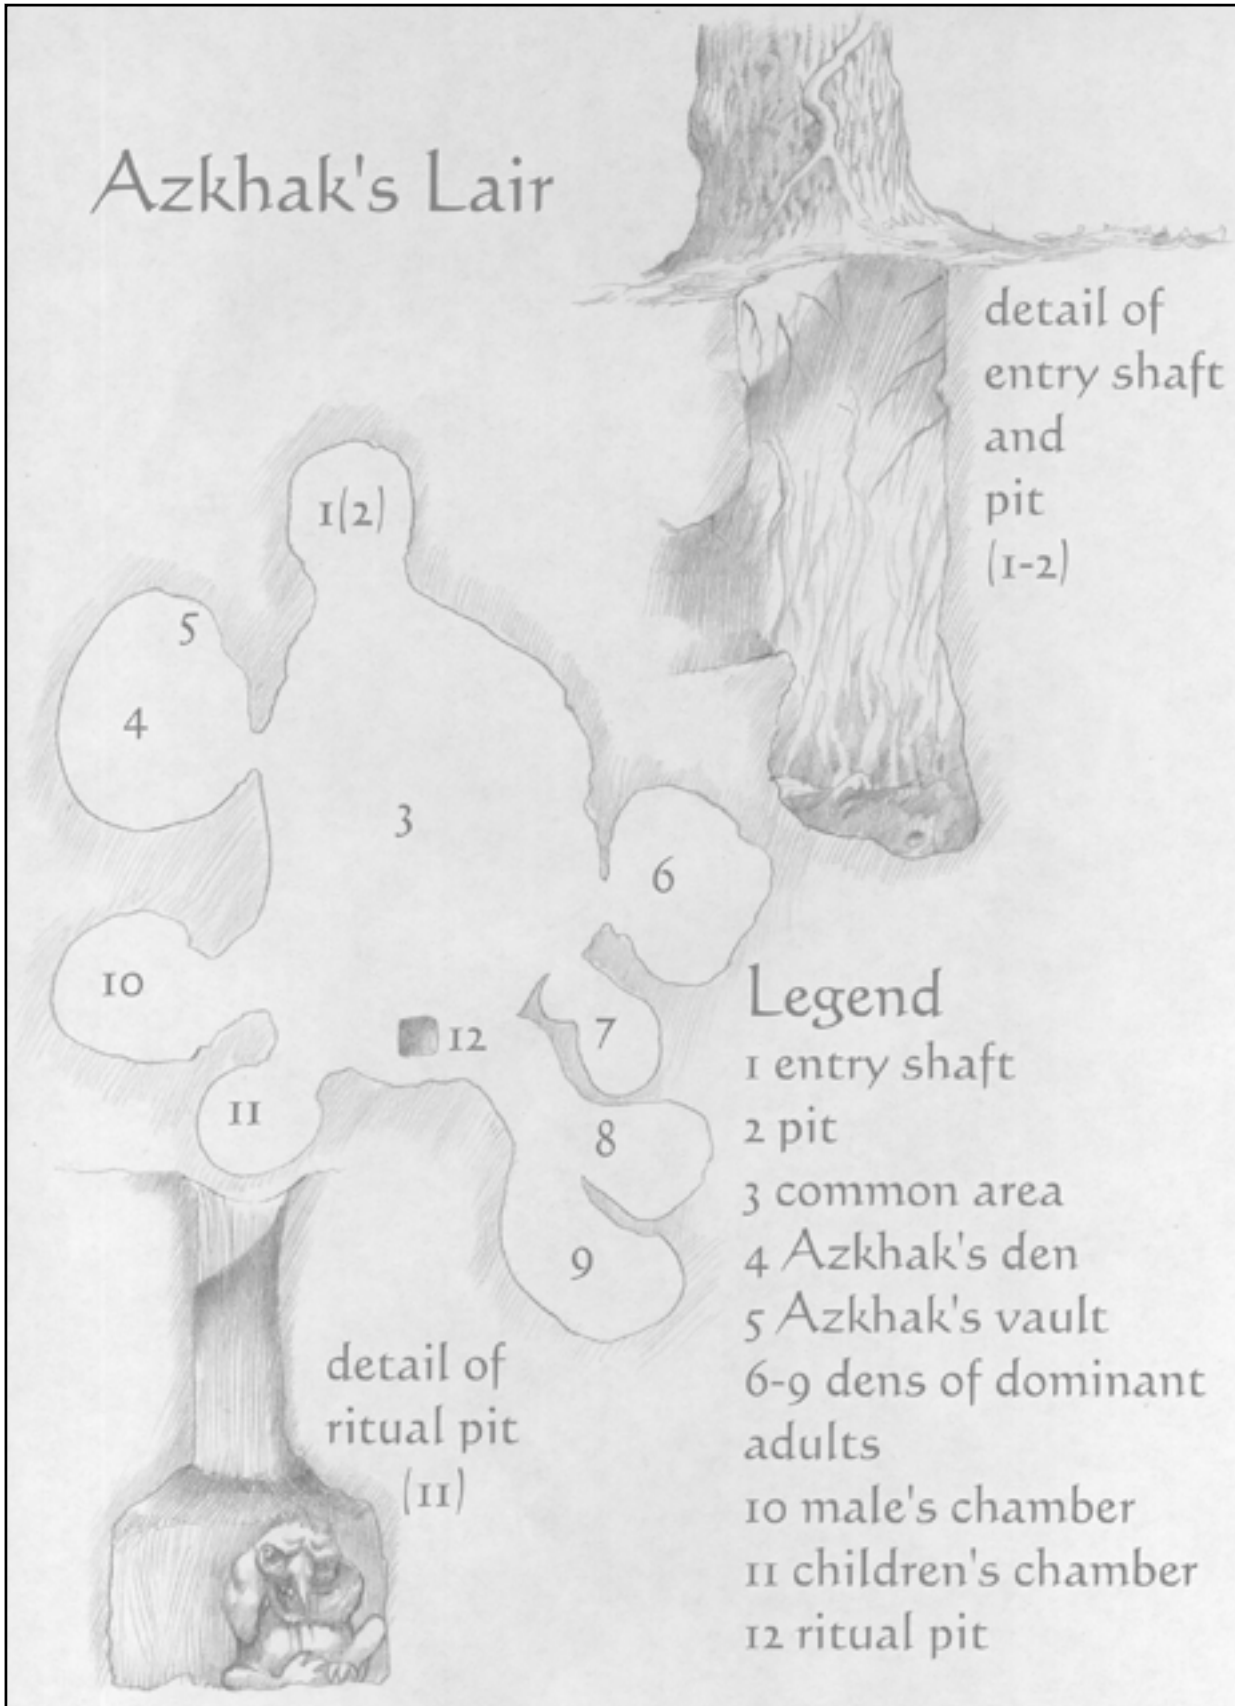 Azkhak's Lair
detail of
entry shaft
and
pit
(1-2)
1(2)
5
4
3
6
10
12
7
11
8
9
detail of
ritual pit
(11)
Legend
1 entry shaft
2 pit
3 common area
4 Azkhak's den
5 Azkhak's vault
6-9 dens of dominant
adults
10 male's chamber
11 children's chamber
12 ritual pit